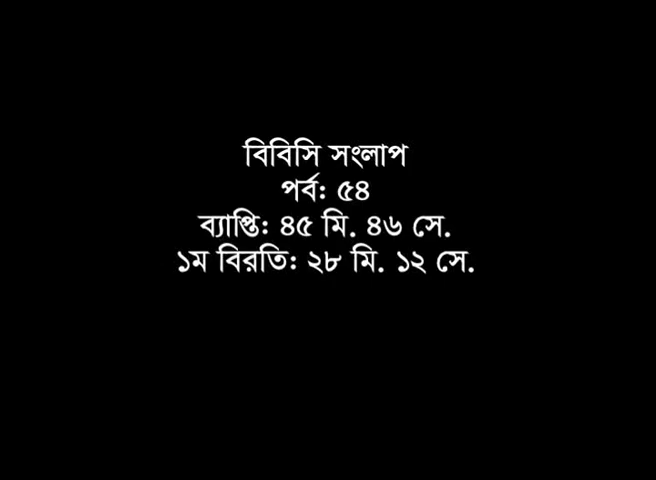 বিবিসি সংলাপ
পর্ব: ৫৪
ব্যাপ্তি: ৪৫ মি. ৪৬ সে.
১ম বিরতি: ২৮ মি. ১২ সে.